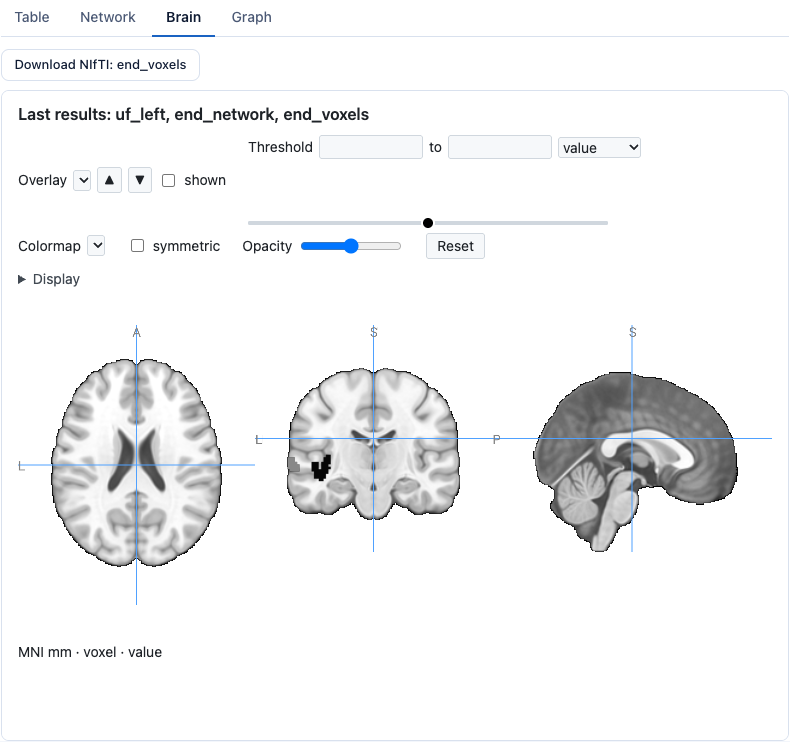 Table Network Brain Graph
Download NIfTI: end_voxels
Last results: uf_left, end_network, end_voxels
Threshold to value
Overlay ▲ ▼ shown
Colormap symmetric Opacity Reset
▶ Display
A S S
L L P
MNI mm · voxel · value